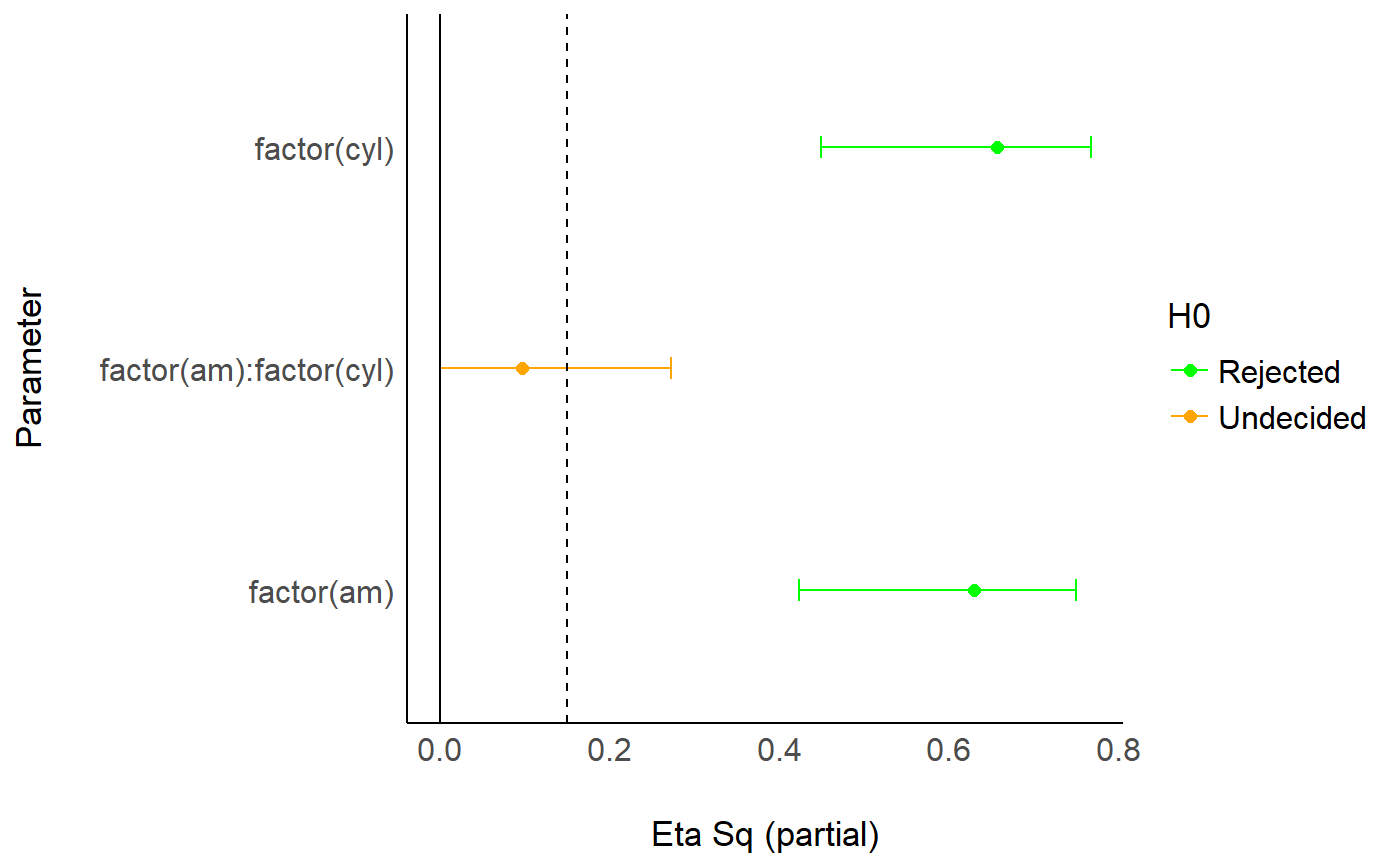 factor(cyl)
factor(am):factor(cyl)
factor(am)
Parameter
0.0
0.2
0.4
0.6
0.8
Eta Sq (partial)
H0
Rejected
Undecided